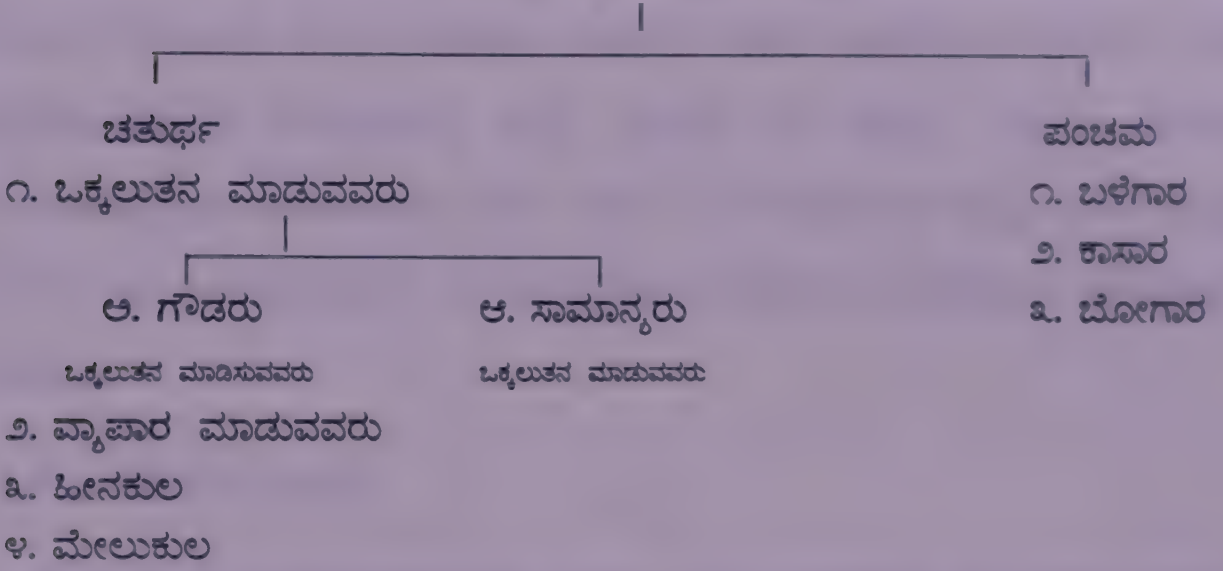 ಚತುರ್ಥ
೧. ಒಕ್ಕಲುತನ ಮಾಡುವವರು
ಅ. ಗೌಡರು
ಒಕ್ಕಲುತನ ಮಾಡಿಸುವವರು
ಆ. ಸಾಮಾನ್ಯರು
ಒಕ್ಕಲುತನ ಮಾಡುವವರು
೨. ವ್ಯಾಪಾರ ಮಾಡುವವರು
೩. ಹೀನಕುಲ
೪. ಮೇಲುಕುಲ
ಪಂಚಮ
೧. ಬಳೆಗಾರ
೨. ಕಾಸಾರ
೩. ಬೋಗಾರ